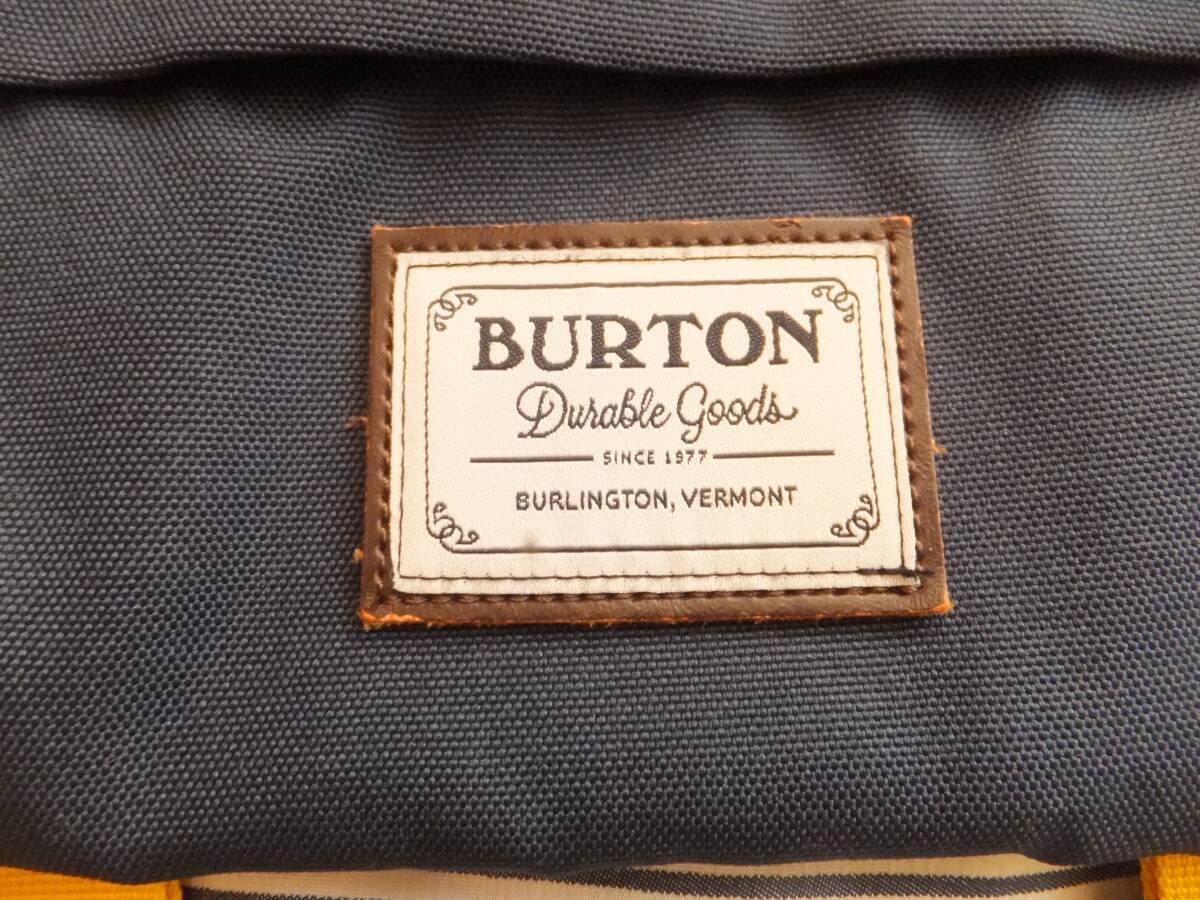 BURTON
Durable Goods
SINCE 1977
BURLINGTON, VERMONT